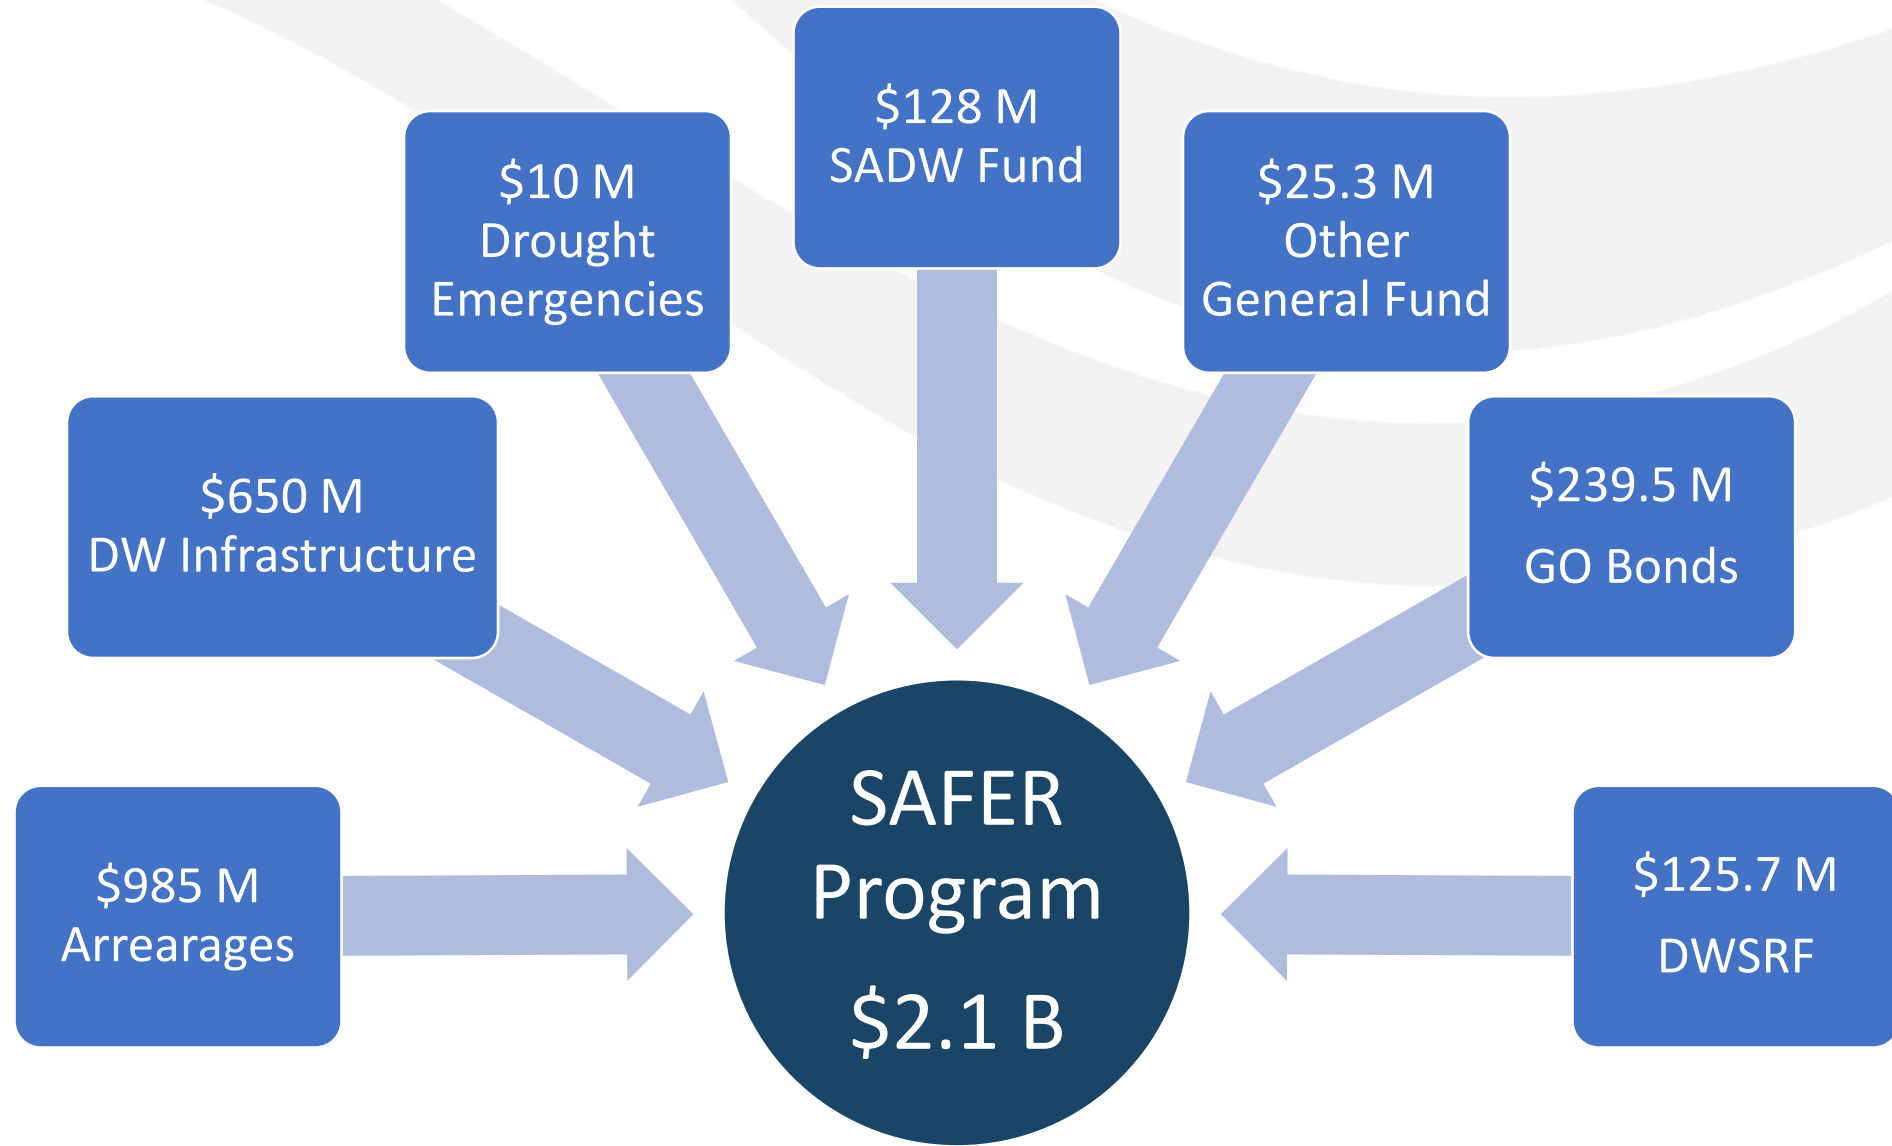 $128 M
SADW Fund
$10 M
Drought
Emergencies
$25.3 M
Other
General Fund
$650 M
DW Infrastructure
$239.5 M
GO Bonds
$985 M
Arrearages
SAFER
Program
$2.1 B
$125.7 M
DWSRF